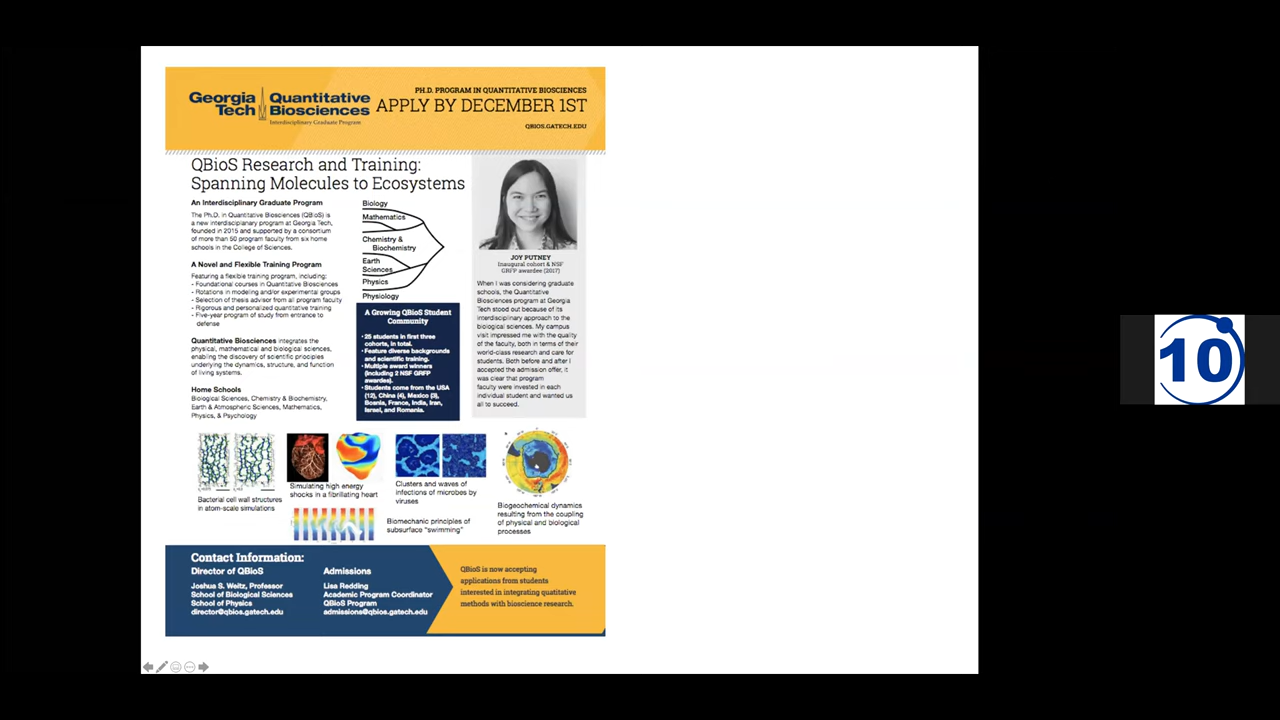 Georgia Tech
Quantitative Biosciences
Interdisciplinary Graduate Program
PH.D. PROGRAM IN QUANTITATIVE BIOSCIENCES
APPLY BY DECEMBER 1ST
QBIOS.GATECH.EDU
QBioS Research and Training:
Spanning Molecules to Ecosystems
An Interdisciplinary Graduate Program
The Ph.D. in Quantitative Biosciences (QBioS) is
a new interdisciplinary program at Georgia Tech,
founded in 2015 and supported by a consortium
of more than 50 program faculty from six home
schools in the College of Sciences.
A Novel and Flexible Training Program
Featuring a flexible training program, including:
- Foundational courses in Quantitative Biosciences
- Rotations in modeling and/or experimental groups
- Selection of thesis advisor from all program faculty
- Rigorous and personalized quantitative training
- Five-year program of study from entrance to
defense
Quantitative Biosciences integrates the
physical, mathematical and biological sciences,
enabling the discovery of scientific principles
underlying the dynamics, structure, and function
of living systems.
Home Schools
Biological Sciences, Chemistry & Biochemistry,
Earth & Atmospheric Sciences, Mathematics,
Physics, & Psychology
Biology
Mathematics
Chemistry &
Biochemistry
Earth
Sciences
Physics
Physiology
A Growing QBioS Student
Community
• 25 students in first three
cohorts, in total.
• Feature diverse backgrounds
and scientific training.
• Multiple award winners
(including 2 NSF GRFP
awardees).
• Students come from the USA
(12), China (4), Mexico (3),
Bosnia, France, India, Iran,
Israel, and Romania.
JOY PUTNEY
Inaugural cohort & NSF
GRFP awardee (2017)
When I was considering graduate
schools, the Quantitative
Biosciences program at Georgia
Tech stood out because of its
interdisciplinary approach to the
biological sciences. My campus
visit impressed me with the quality
of the faculty, both in terms of their
world-class research and care for
students. Both before and after I
accepted the admission offer, it
was clear that program
faculty were invested in each
individual student and wanted us
all to succeed.
Bacterial cell wall structures
in atom-scale simulations
Simulating high energy
shocks in a fibrillating heart
Clusters and waves of
infections of microbes by
viruses
Biomechanic principles of
subsurface "swimming"
Biogeochemical dynamics
resulting from the coupling
of physical and biological
processes
Contact Information:
Director of QBioS
Joshua S. Weitz, Professor
School of Biological Sciences
School of Physics
director@qbios.gatech.edu
Admissions
Lisa Redding
Academic Program Coordinator
QBioS Program
admissions@qbios.gatech.edu
QBioS is now accepting
applications from students
interested in integrating quatitative
methods with bioscience research.
10